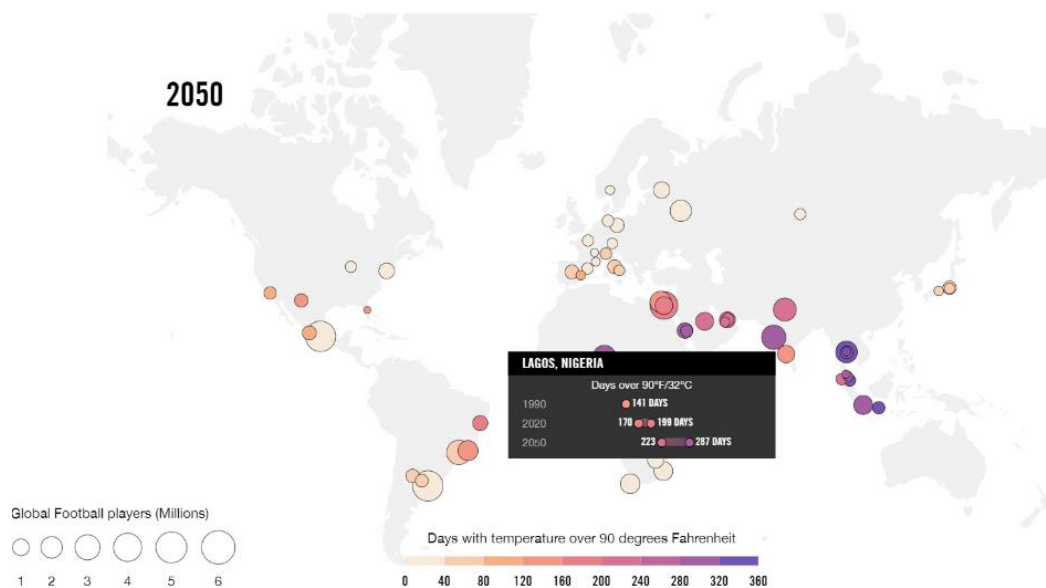 2050
LAGOS, NIGERIA
Days over 90°F/32°C
1990 141 DAYS
2020 170 199 DAYS
2050 223 287 DAYS
Global Football players (Millions)
1 2 3 4 5 6
Days with temperature over 90 degrees Fahrenheit
0 40 80 120 160 200 240 280 320 360